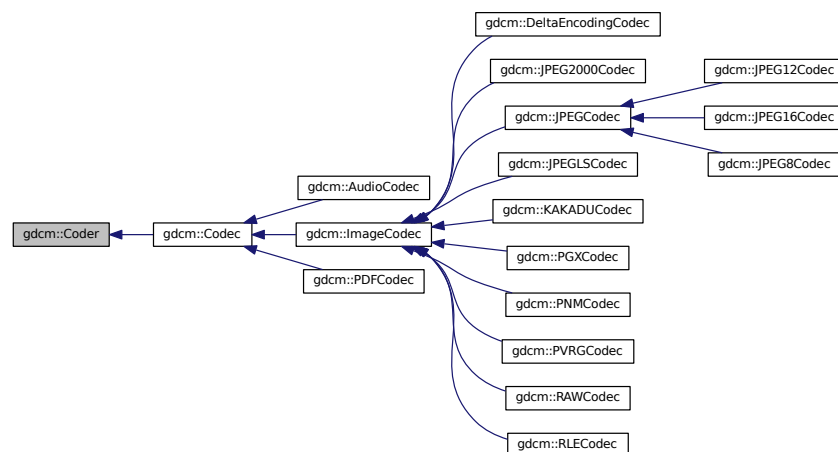 gdcm::DeltaEncodingCodec
gdcm::JPEG2000Codec
gdcm::JPEG12Codec
gdcm::JPEGCodec
gdcm::JPEG16Codec
gdcm::JPEGLSCodec
gdcm::JPEG8Codec
gdcm::AudioCodec
gdcm::KAKADUCodec
gdcm::Coder
gdcm::Codec
gdcm::ImageCodec
gdcm::PGXCodec
gdcm::PDFCodec
gdcm::PNMCodec
gdcm::PVRGCodec
gdcm::RAWCodec
gdcm::RLECodec